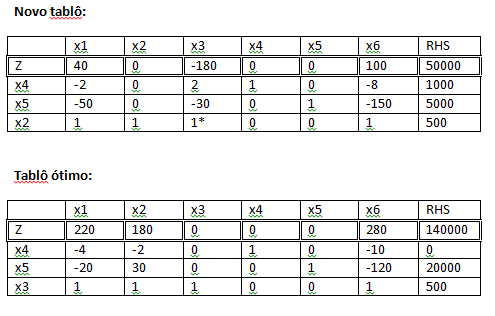 Novo tablô:
x1 x2 x3 x4 x5 x6 RHS
Z 40 0 -180 0 0 100 50000
x4 -2 0 2 1 0 -8 1000
x5 -50 0 -30 0 1 -150 5000
x2 1 1 1* 0 0 1 500
Tablô ótimo:
x1 x2 x3 x4 x5 x6 RHS
Z 220 180 0 0 0 280 140000
x4 -4 -2 0 1 0 -10 0
x5 -20 30 0 0 1 -120 20000
x3 1 1 1 0 0 1 500